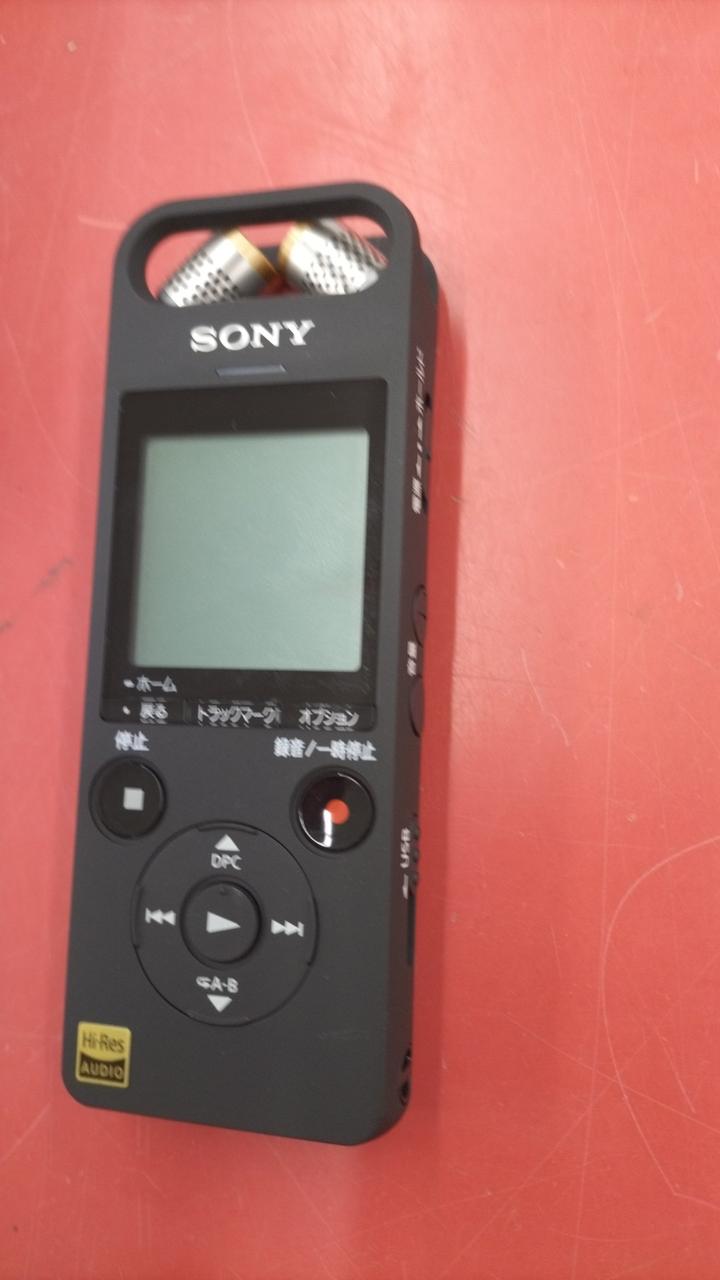 SONY
ホーム
戻る トラックマーク オプション
停止 録音/一時停止
DPC
A-B
USB
Hi-Res
AUDIO